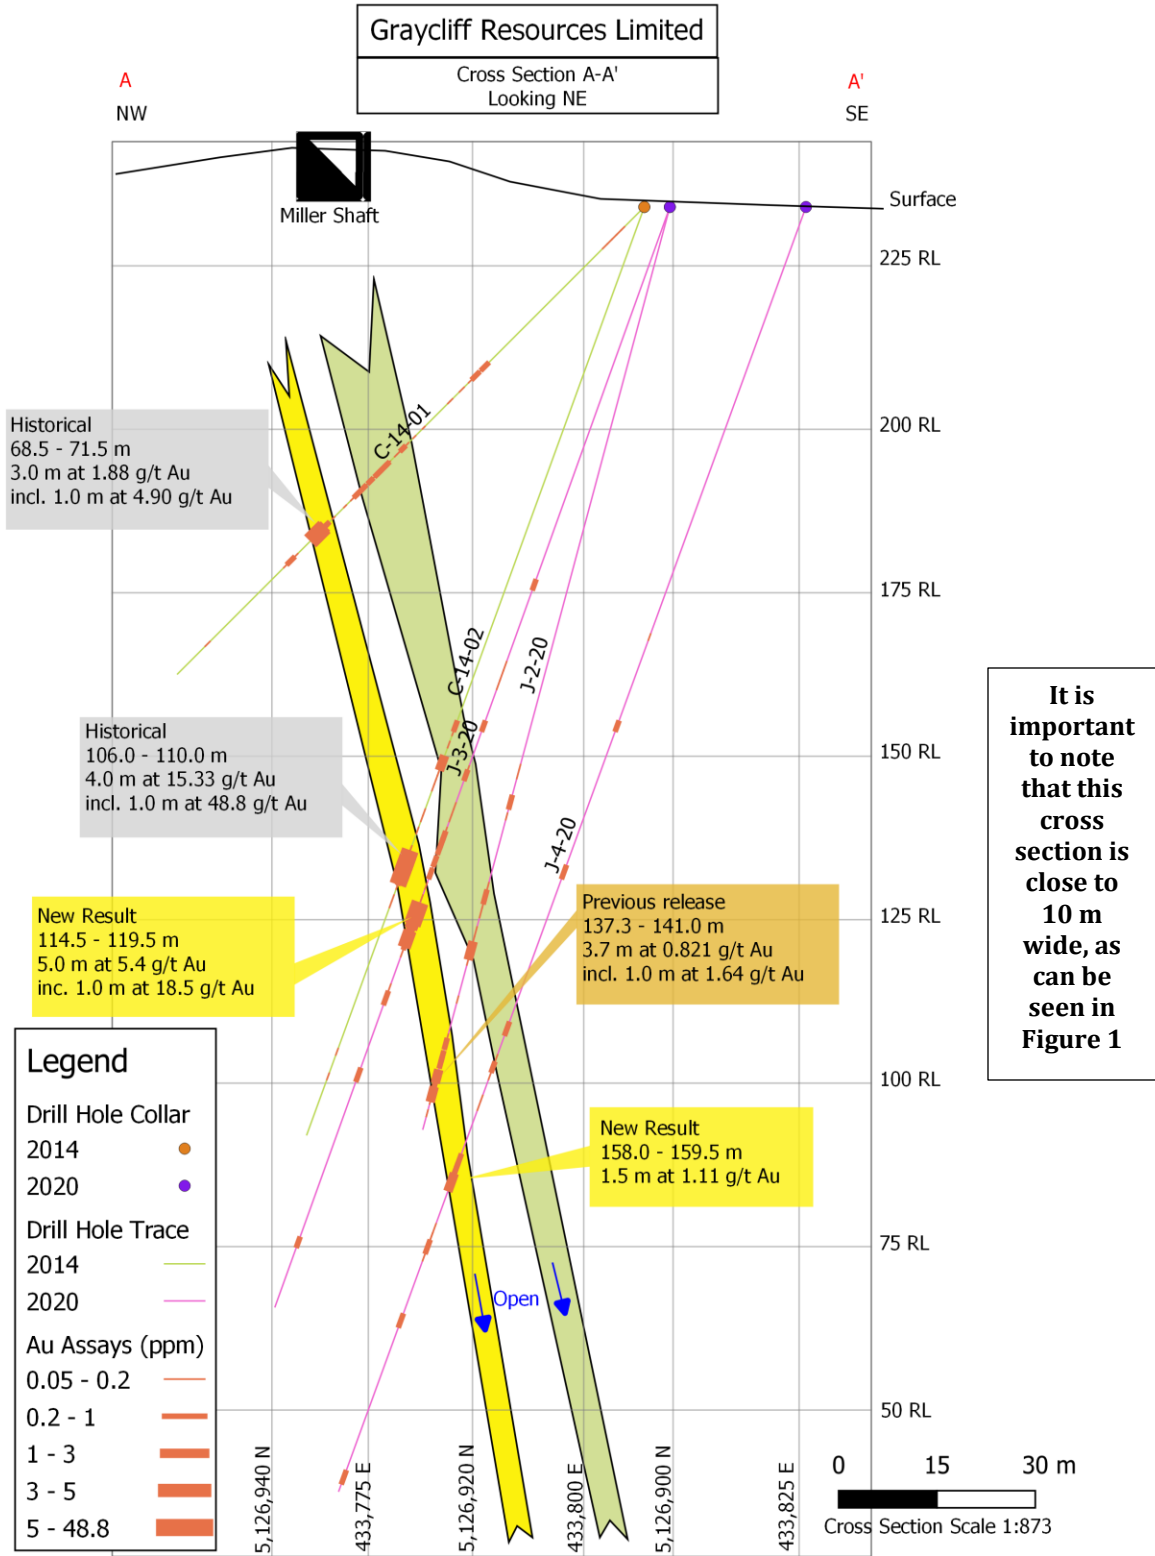 Graycliff Resources Limited
Cross Section A-A'
Looking NE
A
NW
A'
SE
Miller Shaft
Surface
225 RL
200 RL
175 RL
150 RL
125 RL
100 RL
75 RL
50 RL
C-14-01
C-14-02
J-3-20
J-2-20
J-4-20
Historical
68.5 - 71.5 m
3.0 m at 1.88 g/t Au
incl. 1.0 m at 4.90 g/t Au
Historical
106.0 - 110.0 m
4.0 m at 15.33 g/t Au
incl. 1.0 m at 48.8 g/t Au
New Result
114.5 - 119.5 m
5.0 m at 5.4 g/t Au
inc. 1.0 m at 18.5 g/t Au
Previous release
137.3 - 141.0 m
3.7 m at 0.821 g/t Au
incl. 1.0 m at 1.64 g/t Au
New Result
158.0 - 159.5 m
1.5 m at 1.11 g/t Au
Open
It is
important
to note
that this
cross
section is
close to
10 m
wide, as
can be
seen in
Figure 1
Legend
Drill Hole Collar
2014
2020
Drill Hole Trace
2014
2020
Au Assays (ppm)
0.05 - 0.2
0.2 - 1
1 - 3
3 - 5
5 - 48.8
5,126,940 N
433,775 E
5,126,920 N
433,800 E
5,126,900 N
433,825 E
0 15 30 m
Cross Section Scale 1:873